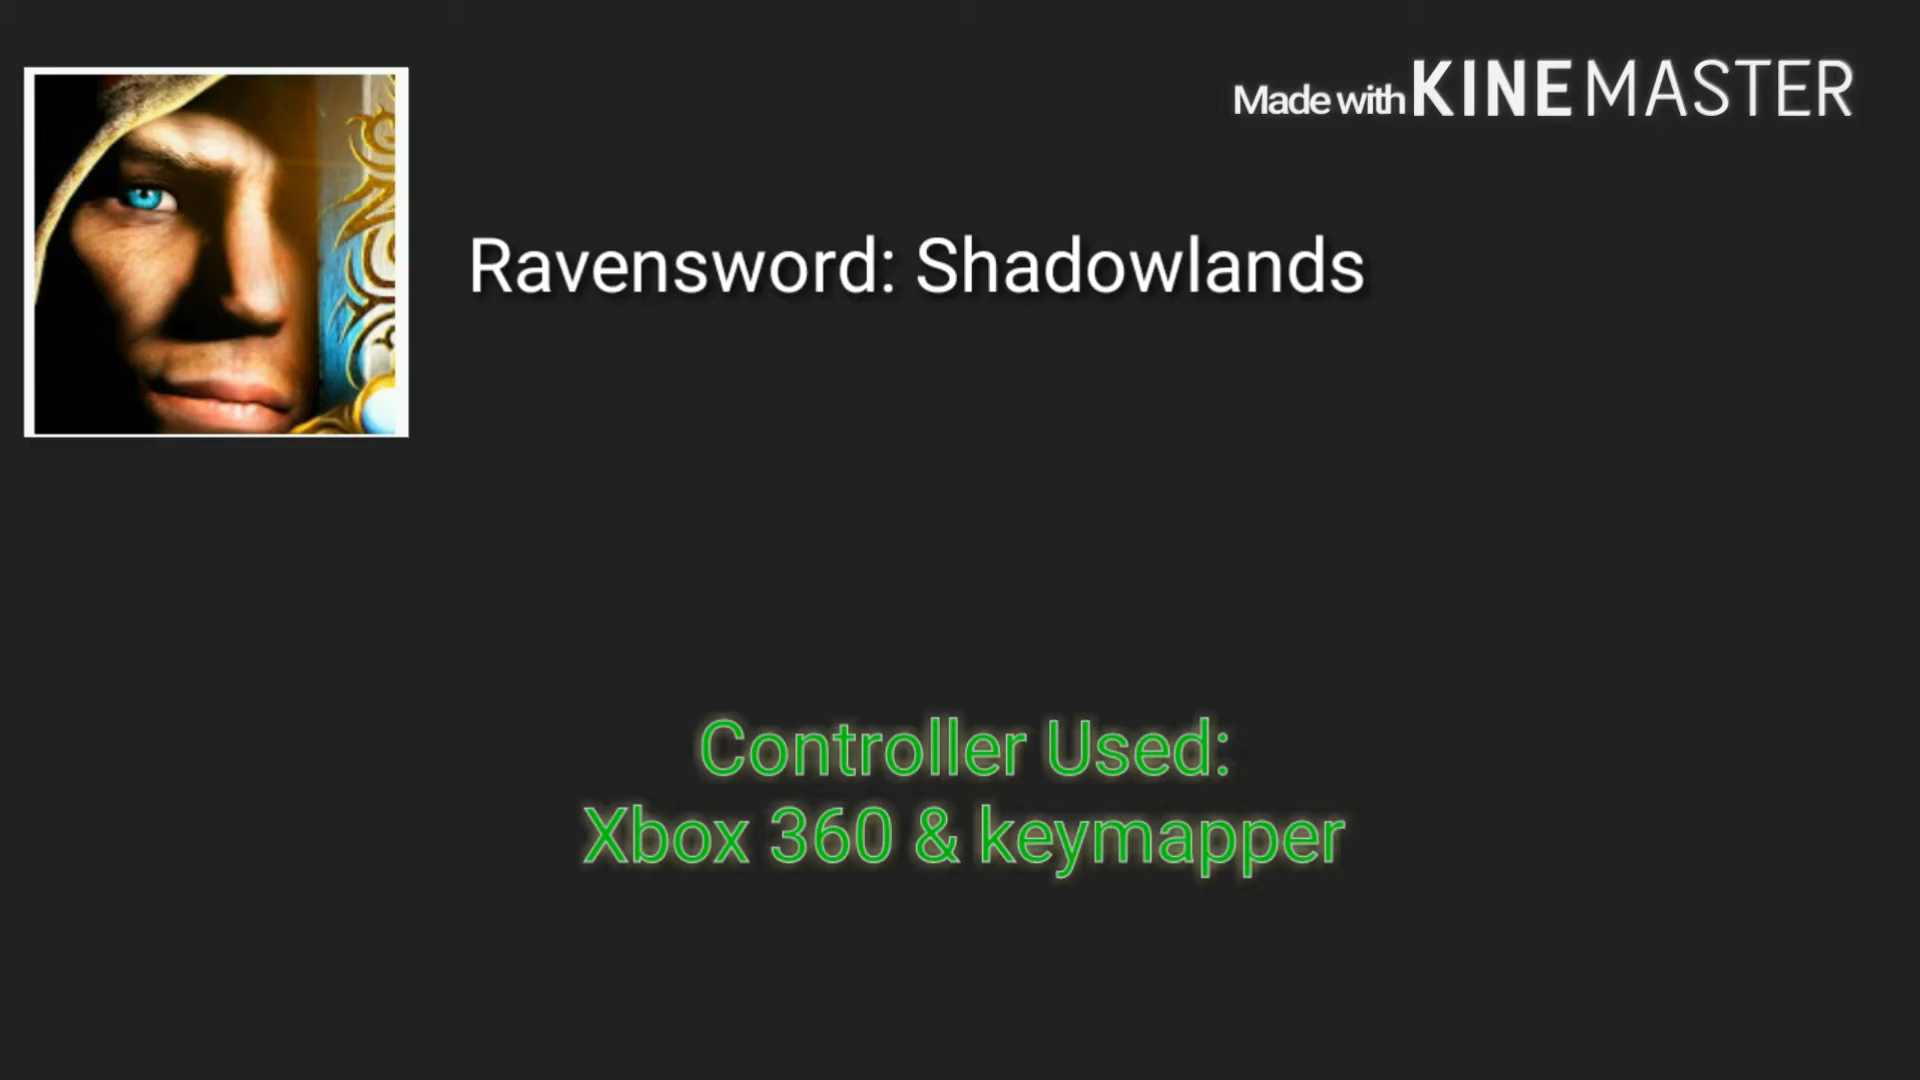 Made with KINEMASTER
Ravensword: Shadowlands
Controller Used:
Xbox 360 & keymapper